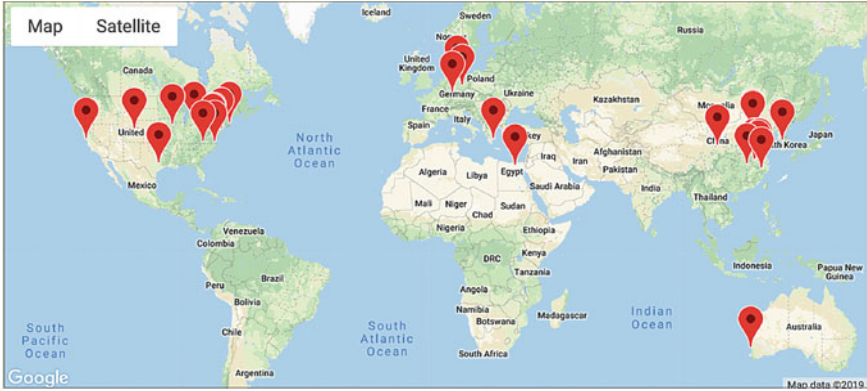 Map Satellite
Iceland
Sweden
Norw
Russia
Canada
United
Kingdom
Poland
Germany
Ukraine
Kazakhstan
Mongolia
France
Italy
Spain
key
United
North
Atlantic
Ocean
China
th Korea
Japan
Afghanistan
Iraq
Iran
Pakistan
Algeria
Libya
Egypt
Mexico
Saudi Arabia
India
Thailand
Mali
Niger
Sudan
Chad
Nigeria
Ethiopia
Venezuela
Colombia
Kenya
DRC
Indonesia
Papua New
Guinea
Tanzania
Brazil
Peru
Angola
Bolivia
Namibia
Botswana
Madagascar
Indian
Ocean
Australia
South
Pacific
Ocean
Chile
South
Atlantic
Ocean
South Africa
Argentina
Google
Map data ©2019